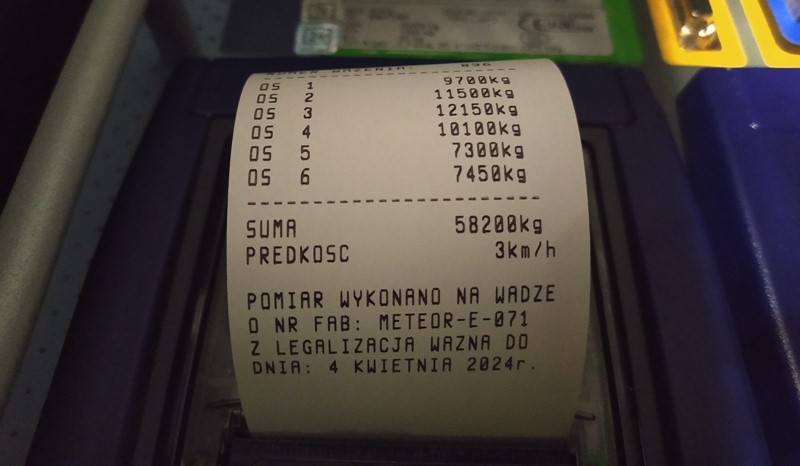 OS 1 9700kg
OS 2 11500kg
OS 3 12150kg
OS 4 10100kg
OS 5 7300kg
OS 6 7450kg
--------------------------------
SUMA 58200kg
PREDKOSC 3km/h
POMIAR WYKONANO NA WADZE
O NR FAB: METEOR-E-071
Z LEGALIZACJA WAZNA DO
DNIA: 4 KWIETNIA 2024r.